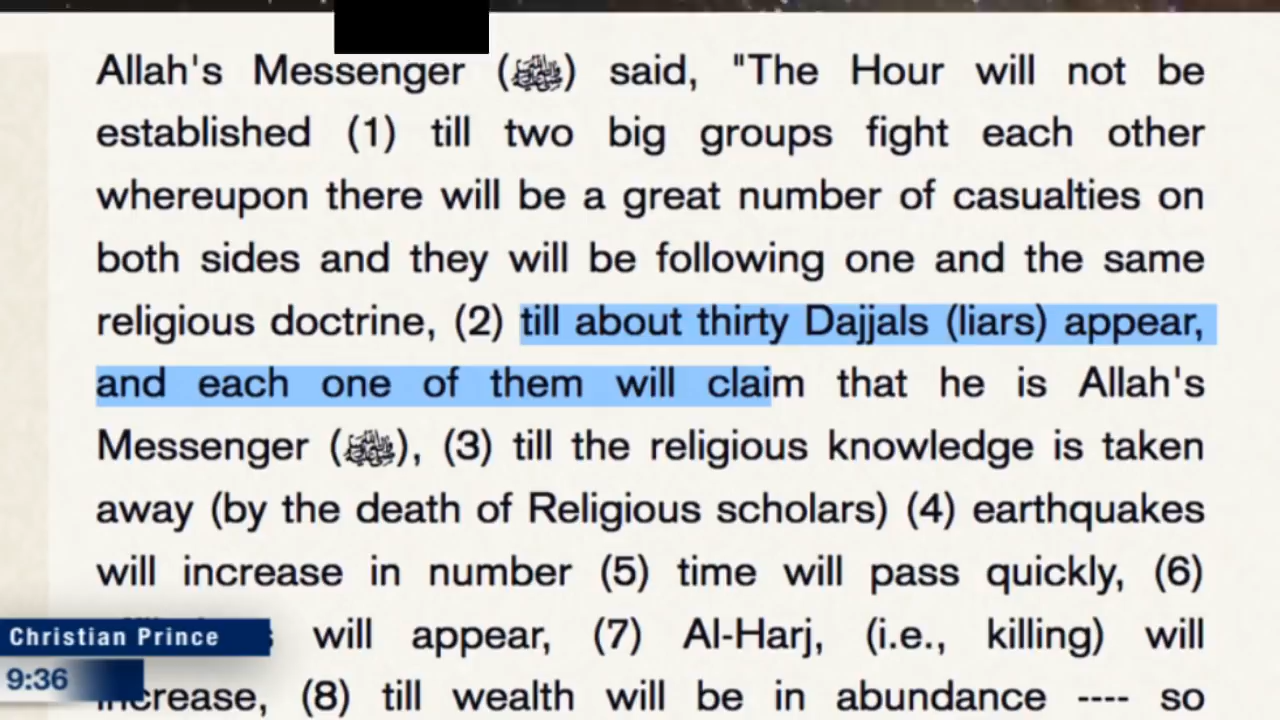 Allah's Messenger (ﷺ) said, "The Hour will not be
established (1) till two big groups fight each other
whereupon there will be a great number of casualties on
both sides and they will be following one and the same
religious doctrine, (2) till about thirty Dajjals (liars) appear,
and each one of them will claim that he is Allah's
Messenger (ﷺ), (3) till the religious knowledge is taken
away (by the death of Religious scholars) (4) earthquakes
will increase in number (5) time will pass quickly, (6)
will appear, (7) Al-Harj, (i.e., killing) will
Christian Prince
increase, (8) till wealth will be in abundance ---- so
9:36